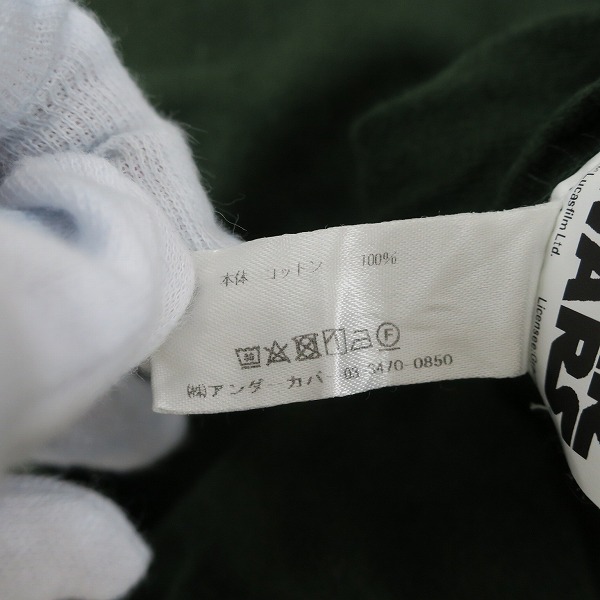 本体 コットン 100%
㈱アンダーカバー 03-3470-0850
Lucasfilm Ltd.
Licensee